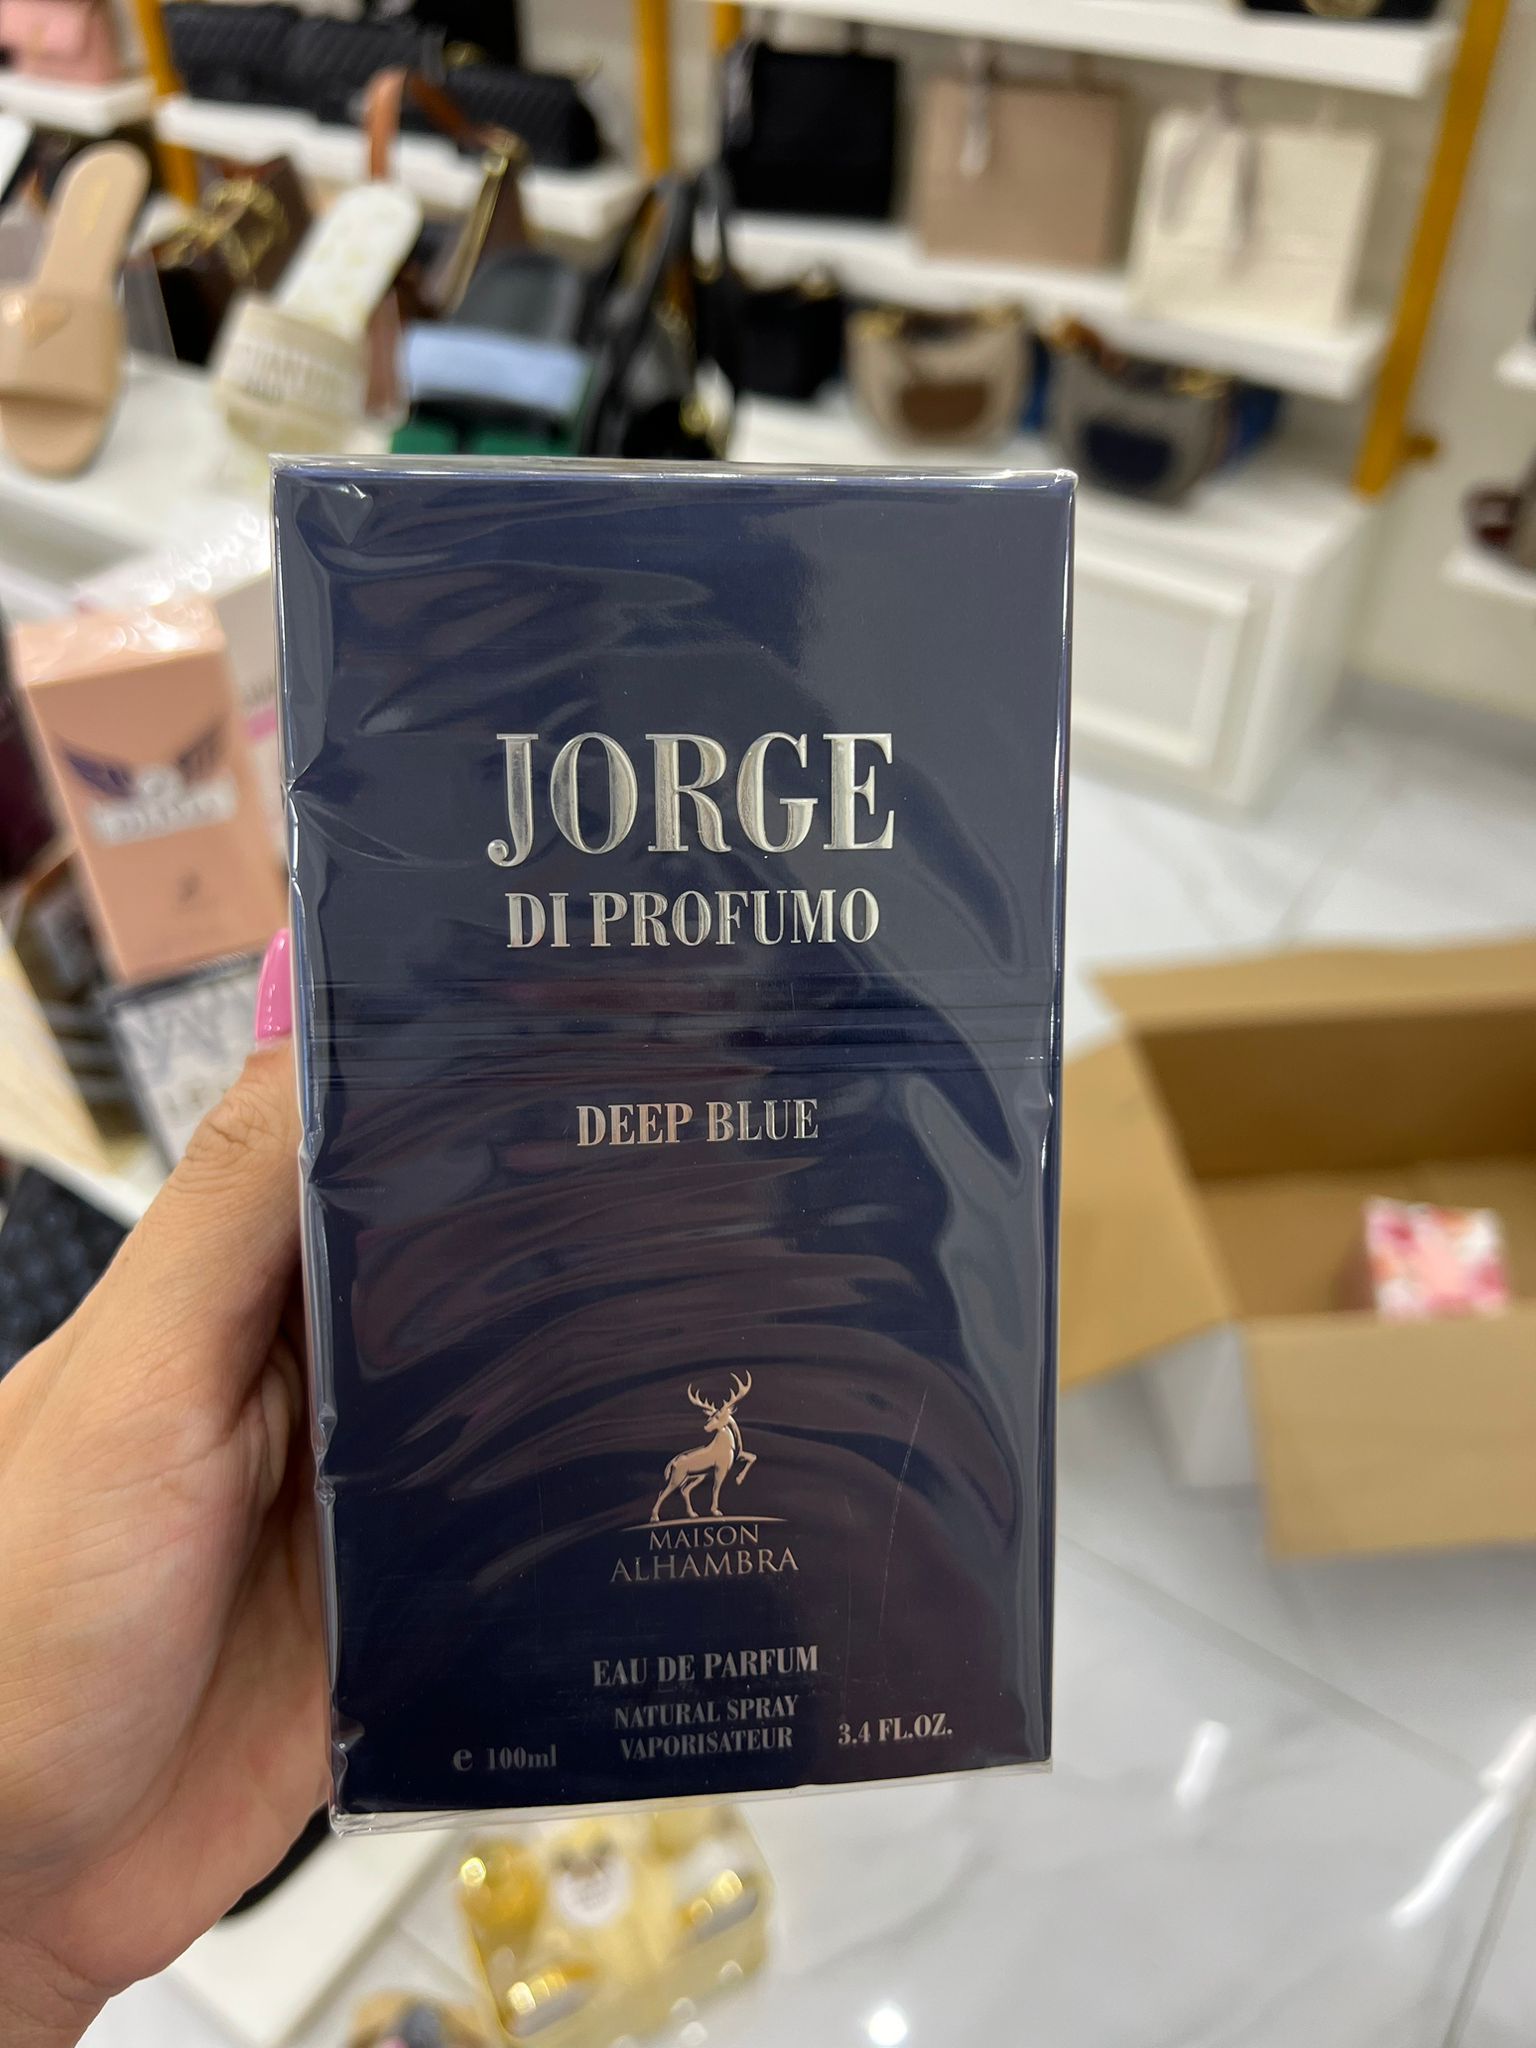 JORGE
DI PROFUMO
DEEP BLUE
MAISON
ALHAMBRA
EAU DE PARFUM
NATURAL SPRAY
VAPORISATEUR
e 100ml
3.4 FL.OZ.